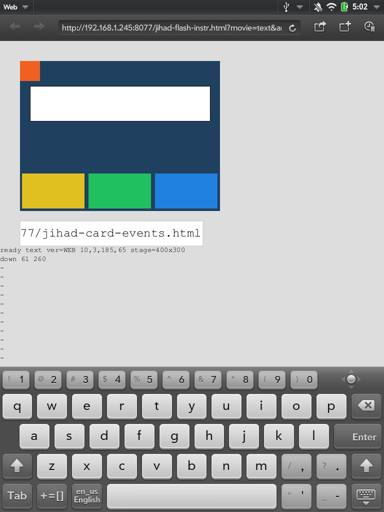 Web
5:02
http://192.168.1.245:8077/jihad-flash-instr.html?movie=text&a
77/jihad-card-events.html
ready text ver=WEB 10,3,185,65 stage=400x300
down 61 260
-
-
-
-
-
-
-
-
-
-
! 1 @ 2 # 3 $ 4 % 5 ^ 6 & 7 * 8 ( 9 ) 0
q w e r t y u i o p
a s d f g h j k l Enter
z x c v b n m / , ? .
Tab +=[] en_us English " ' _ -